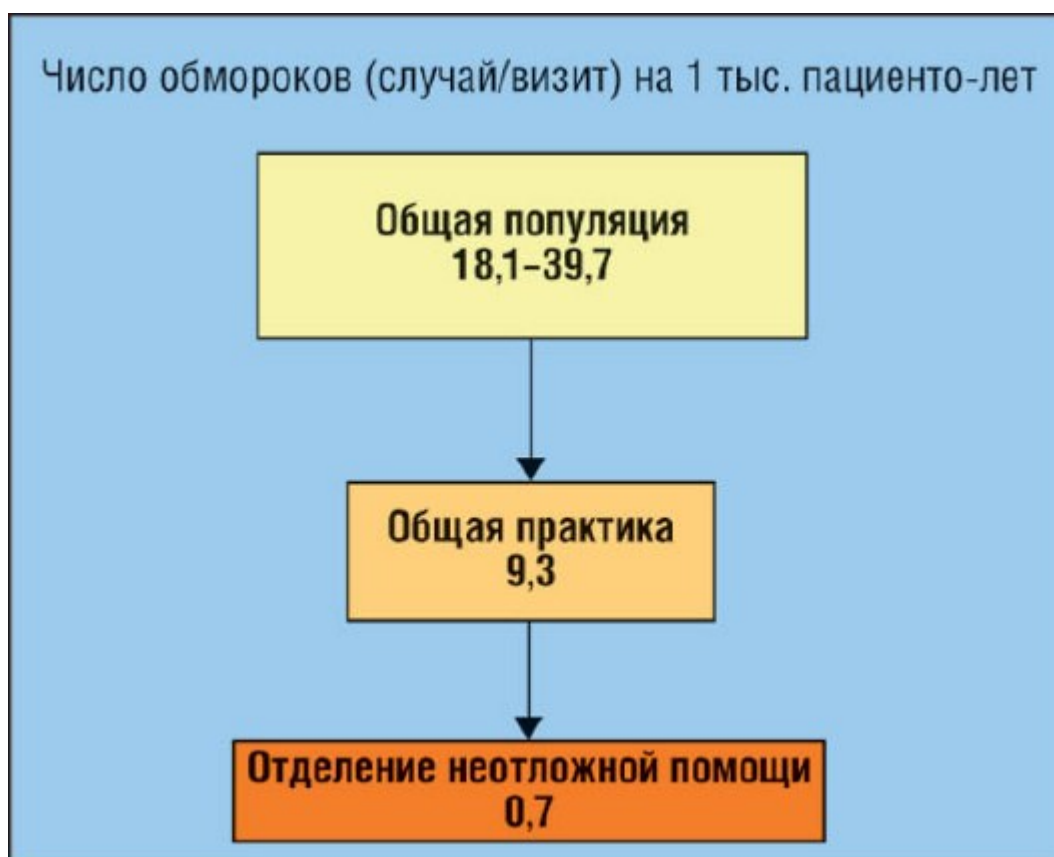 Число обмороков (случай/визит) на 1 тыс. пациенто-лет
Общая популяция
18,1–39,7
Общая практика
9,3
Отделение неотложной помощи
0,7